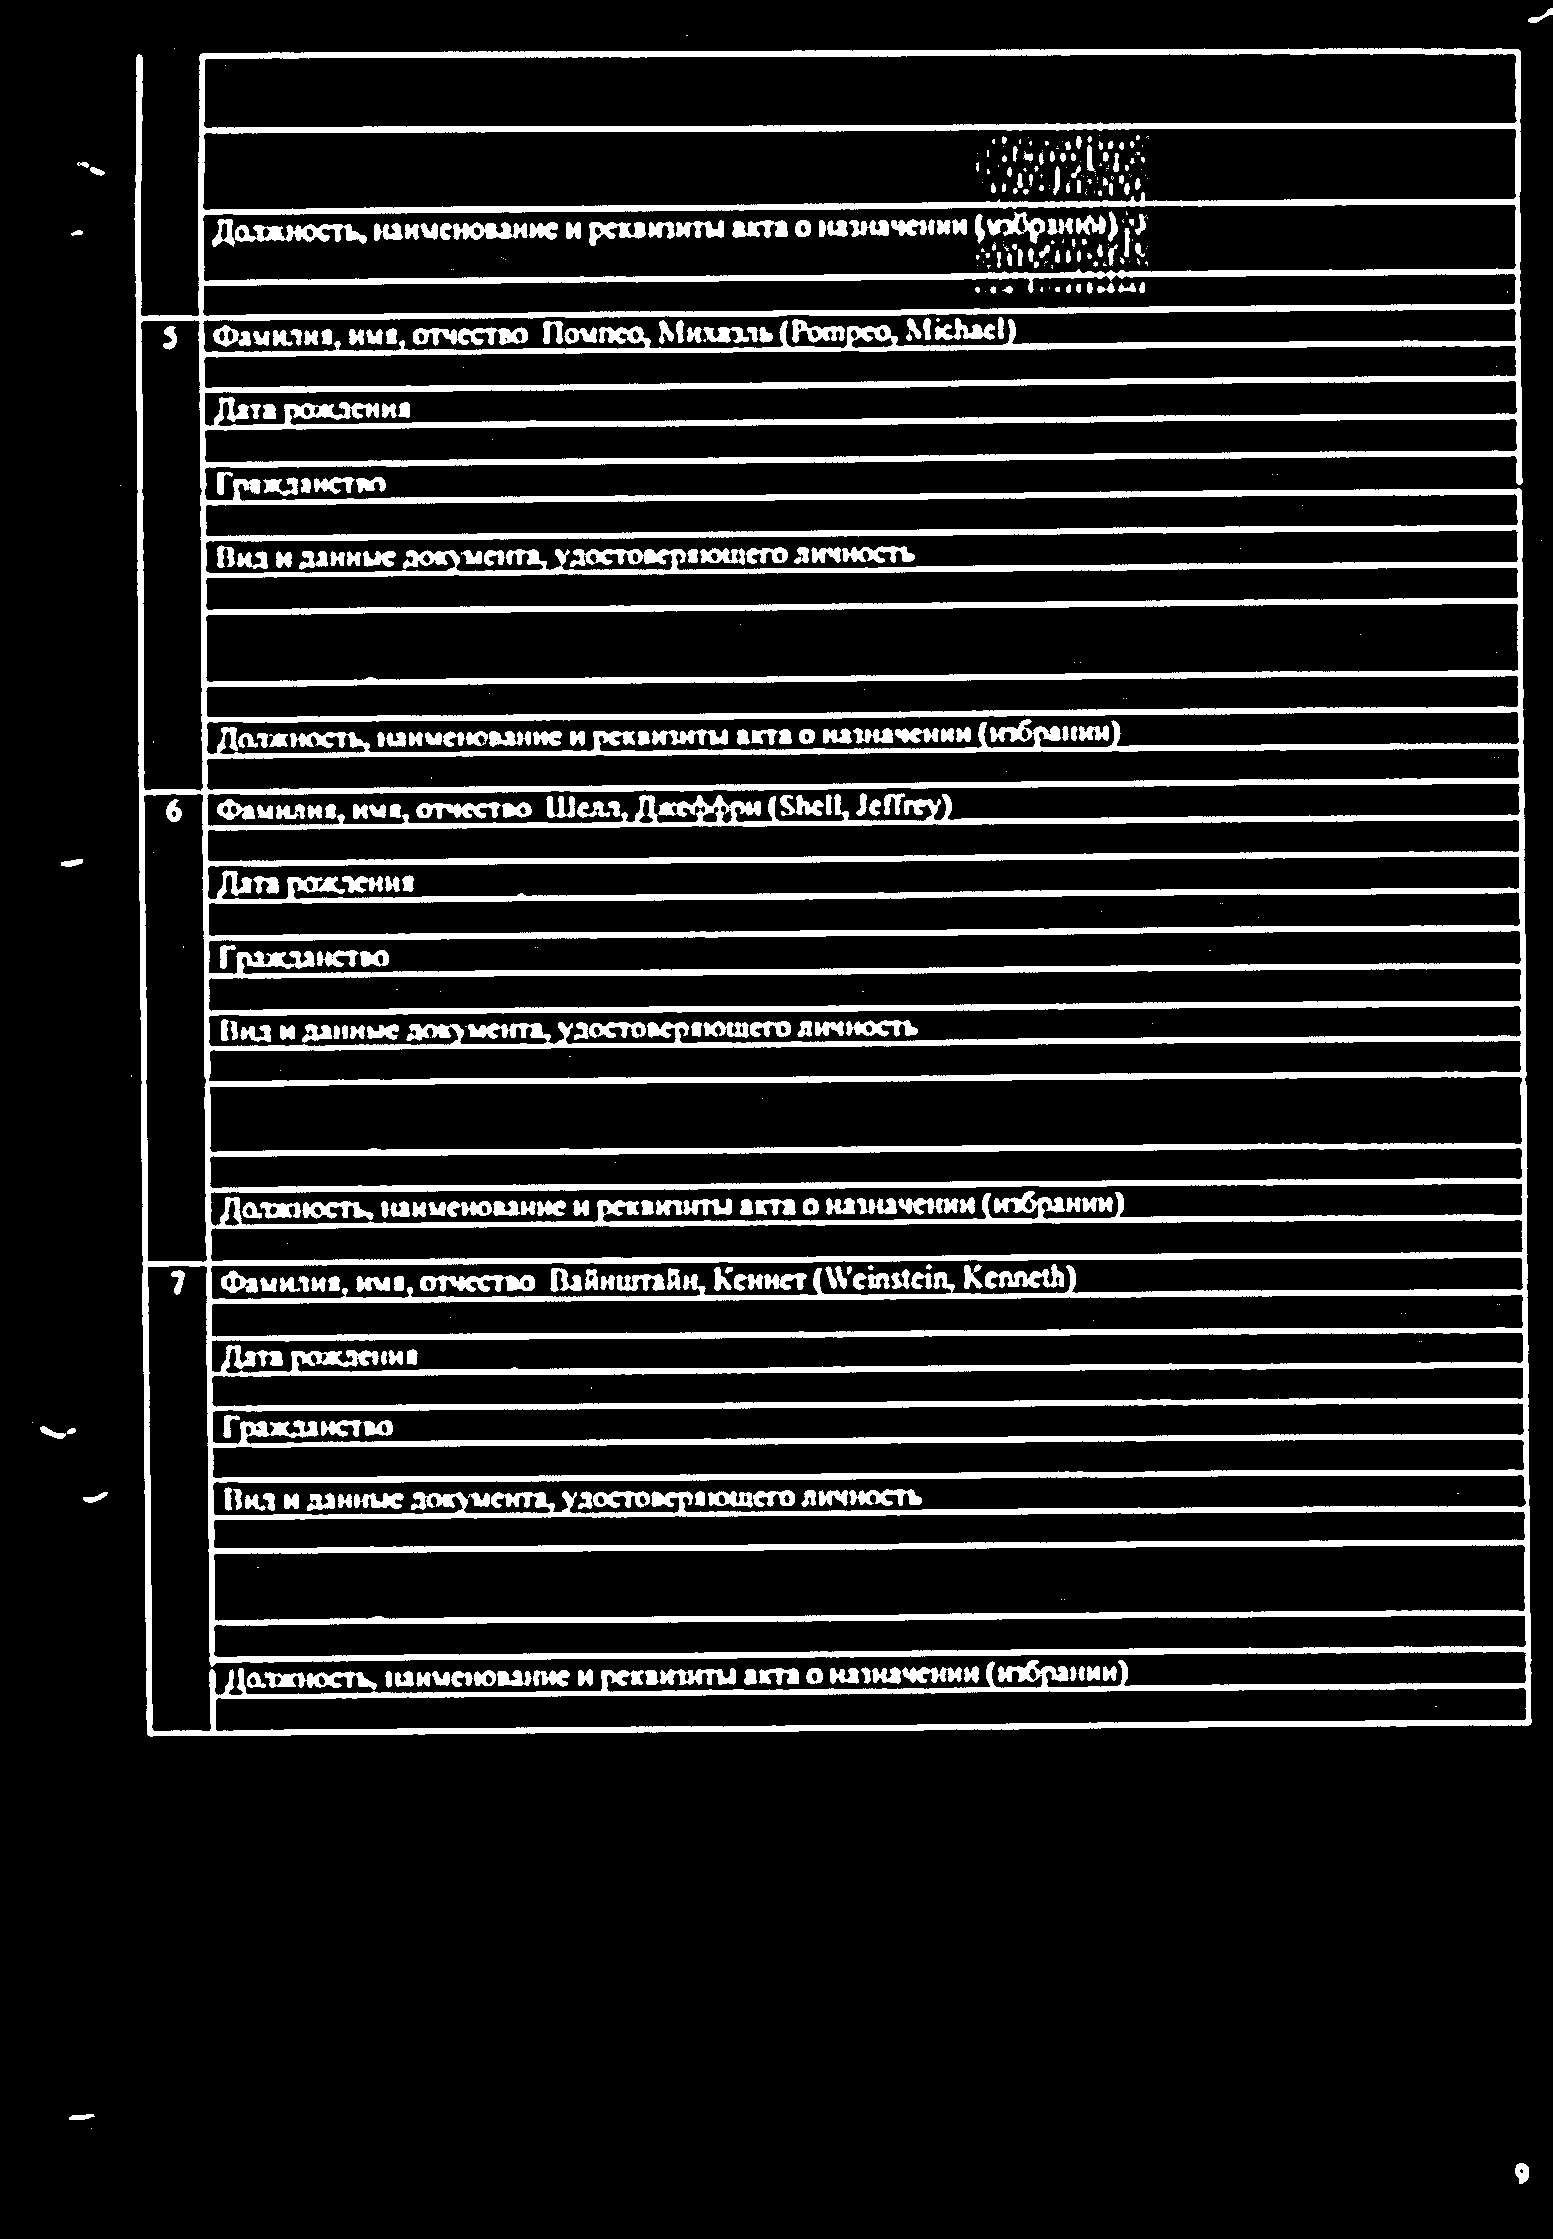 Должность, наименование и реквизиты акта о назначении (избрании)
5 Фамилия, имя, отчество Помпео, Михаэль (Pompeo, Michael)
Дата рождения
Гражданство
Вид и данные документа, удостоверяющего личность
Должность, наименование и реквизиты акта о назначении (избрании)
6 Фамилия, имя, отчество Шелл, Джеффри (Shell, Jeffrey)
Дата рождения
Гражданство
Вид и данные документа, удостоверяющего личность
Должность, наименование и реквизиты акта о назначении (избрании)
7 Фамилия, имя, отчество Вайнштайн, Кеннет (Weinstein, Kenneth)
Дата рождения
Гражданство
Вид и данные документа, удостоверяющего личность
Должность, наименование и реквизиты акта о назначении (избрании)
9